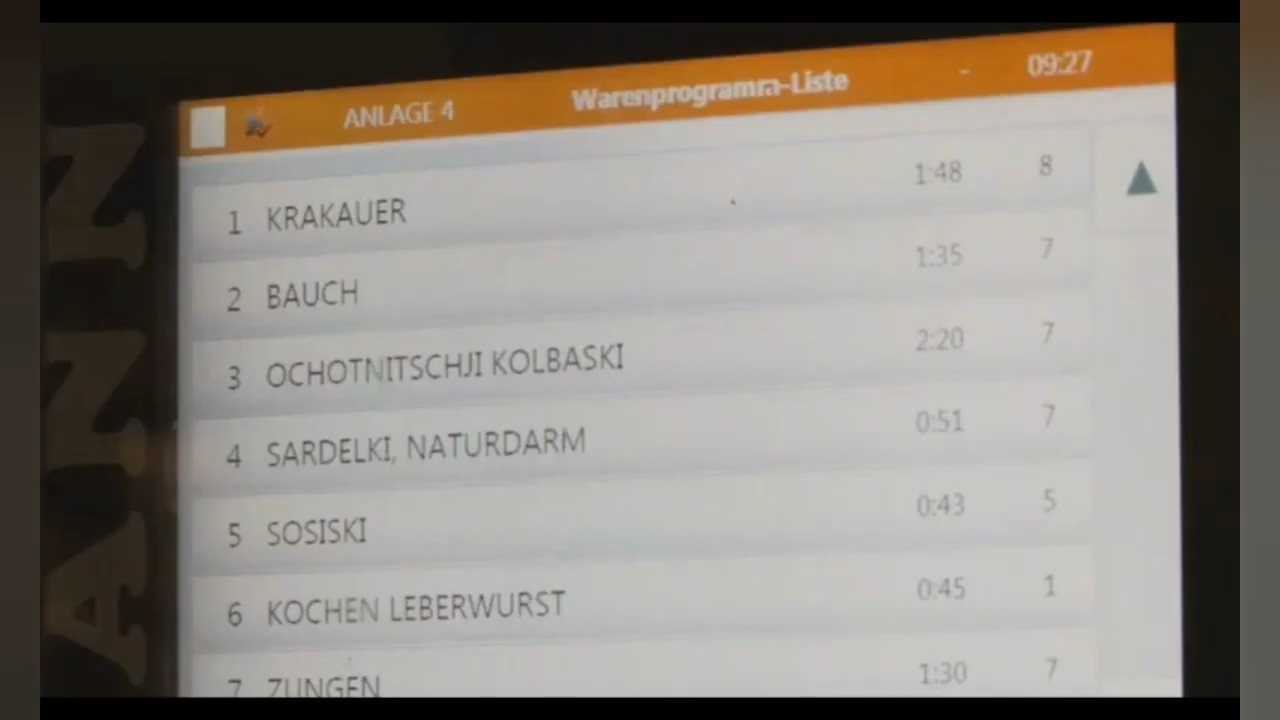 ANLAGE 4 Warenprogramm-Liste - 09:27
1 KRAKAUER 1:48 8
2 BAUCH 1:35 7
3 OCHOTNITSCHJI KOLBASKI 2:20 7
4 SARDELKI, NATURDARM 0:51 7
5 SOSISKI 0:43 5
6 KOCHEN LEBERWURST 0:45 1
7 ZUNGEN 1:30 7